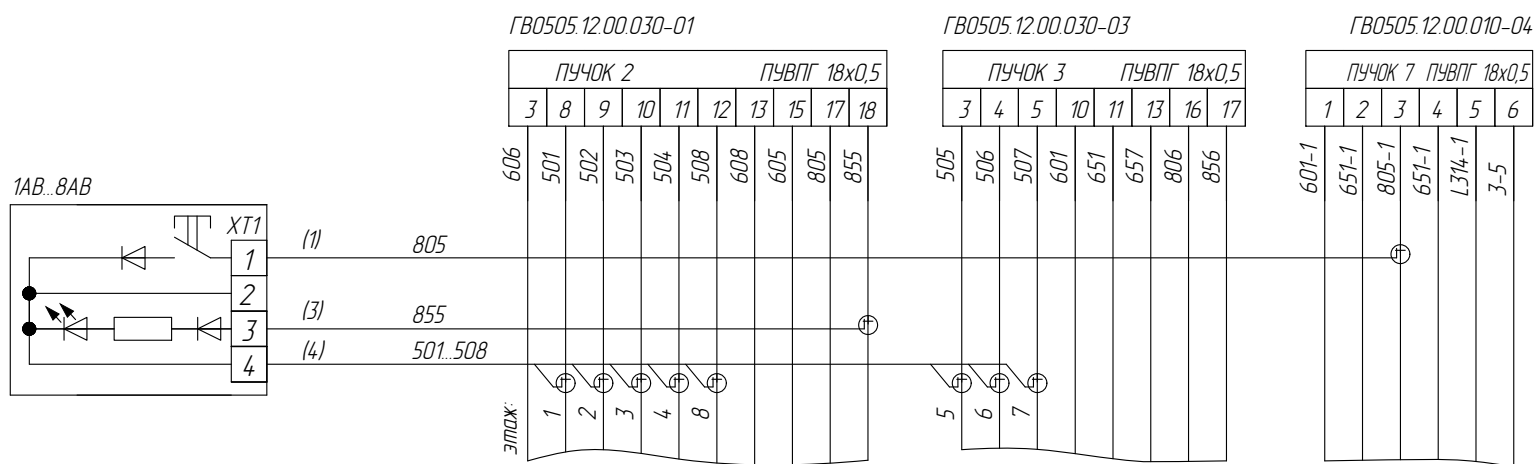 ГВ0505.12.00.030-01 ГВ0505.12.00.030-03 ГВ0505.12.00.010-04
ПУЧОК 2 ПУВПГ 18x0,5 ПУЧОК 3 ПУВПГ 18x0,5 ПУЧОК 7 ПУВПГ 18x0,5
3 8 9 10 11 12 13 15 17 18 3 4 5 10 11 13 16 17 1 2 3 4 5 6
606 501 502 503 504 508 608 605 805 855 505 506 507 601 651 657 806 856 601-1 651-1 805-1 651-1 L314-1 3-5
1АВ...8АВ
ХТ1
1 (1) 805
2
3 (3) 855
4 (4) 501...508
этаж: 1 2 3 4 8 5 6 7